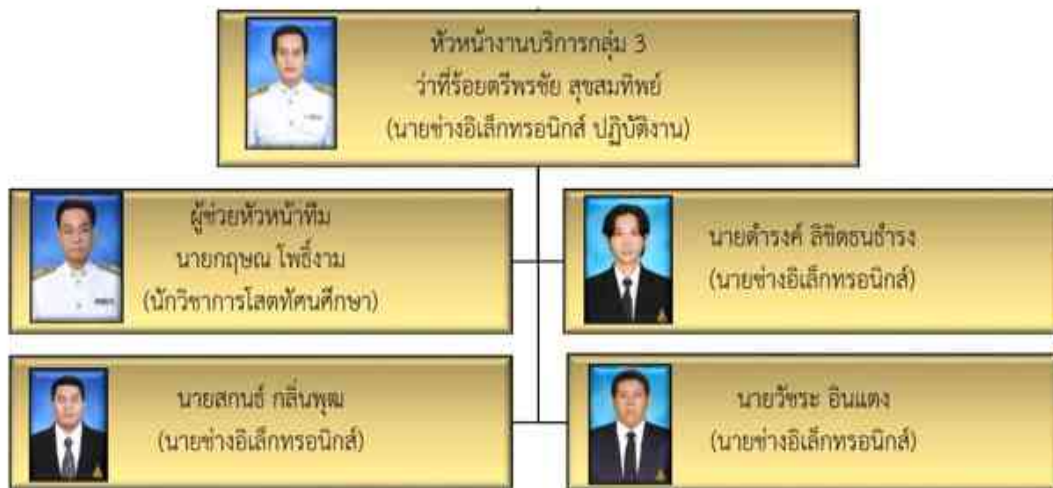 หัวหน้างานบริการกลุ่ม 3
ว่าที่ร้อยตรีพรชัย สุขสมทิพย์
(นายช่างอิเล็กทรอนิกส์ ปฏิบัติงาน)
ผู้ช่วยหัวหน้าทีม
นายกฤษณ โพธิ์งาม
(นักวิชาการโสตทัศนศึกษา)
นายดำรงค์ ลิขิตธนธำรง
(นายช่างอิเล็กทรอนิกส์)
นายสกนธ์ กลิ่นพุฒ
(นายช่างอิเล็กทรอนิกส์)
นายวัชระ อินแตง
(นายช่างอิเล็กทรอนิกส์)